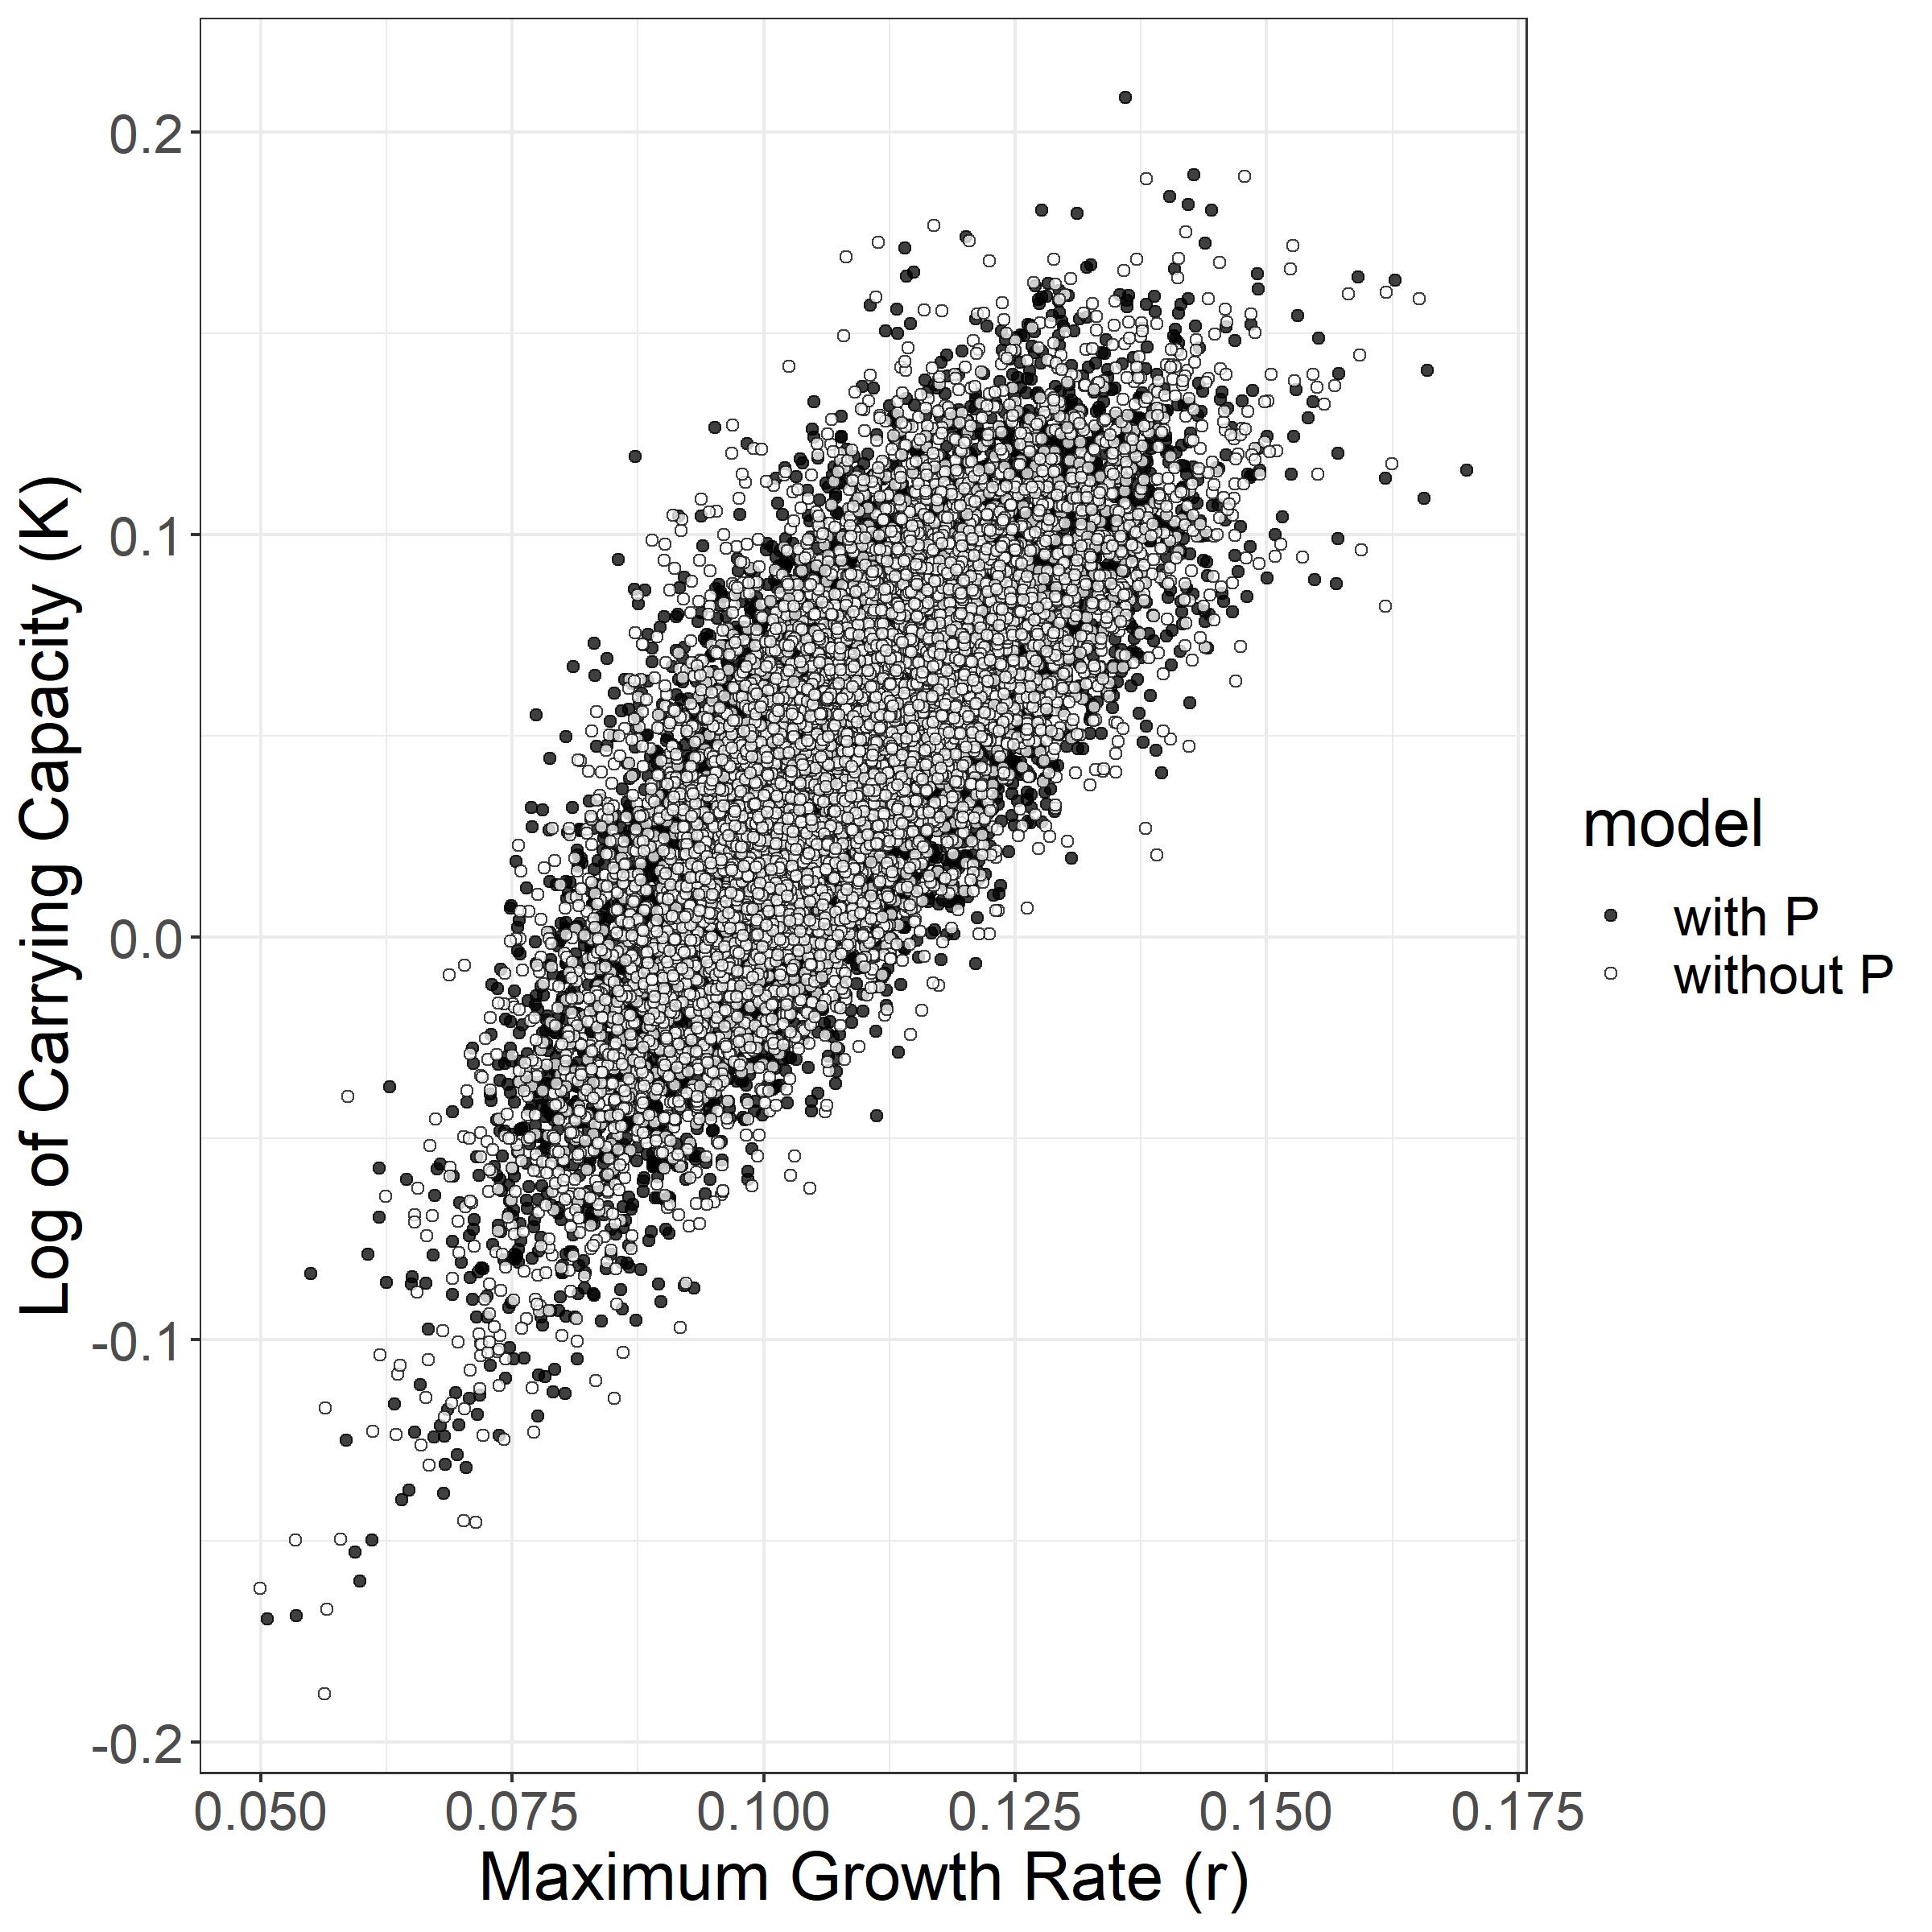 Log of Carrying Capacity (K)
0.2
0.1
0.0
-0.1
-0.2
0.050 0.075 0.100 0.125 0.150 0.175
Maximum Growth Rate (r)
model
with P
without P